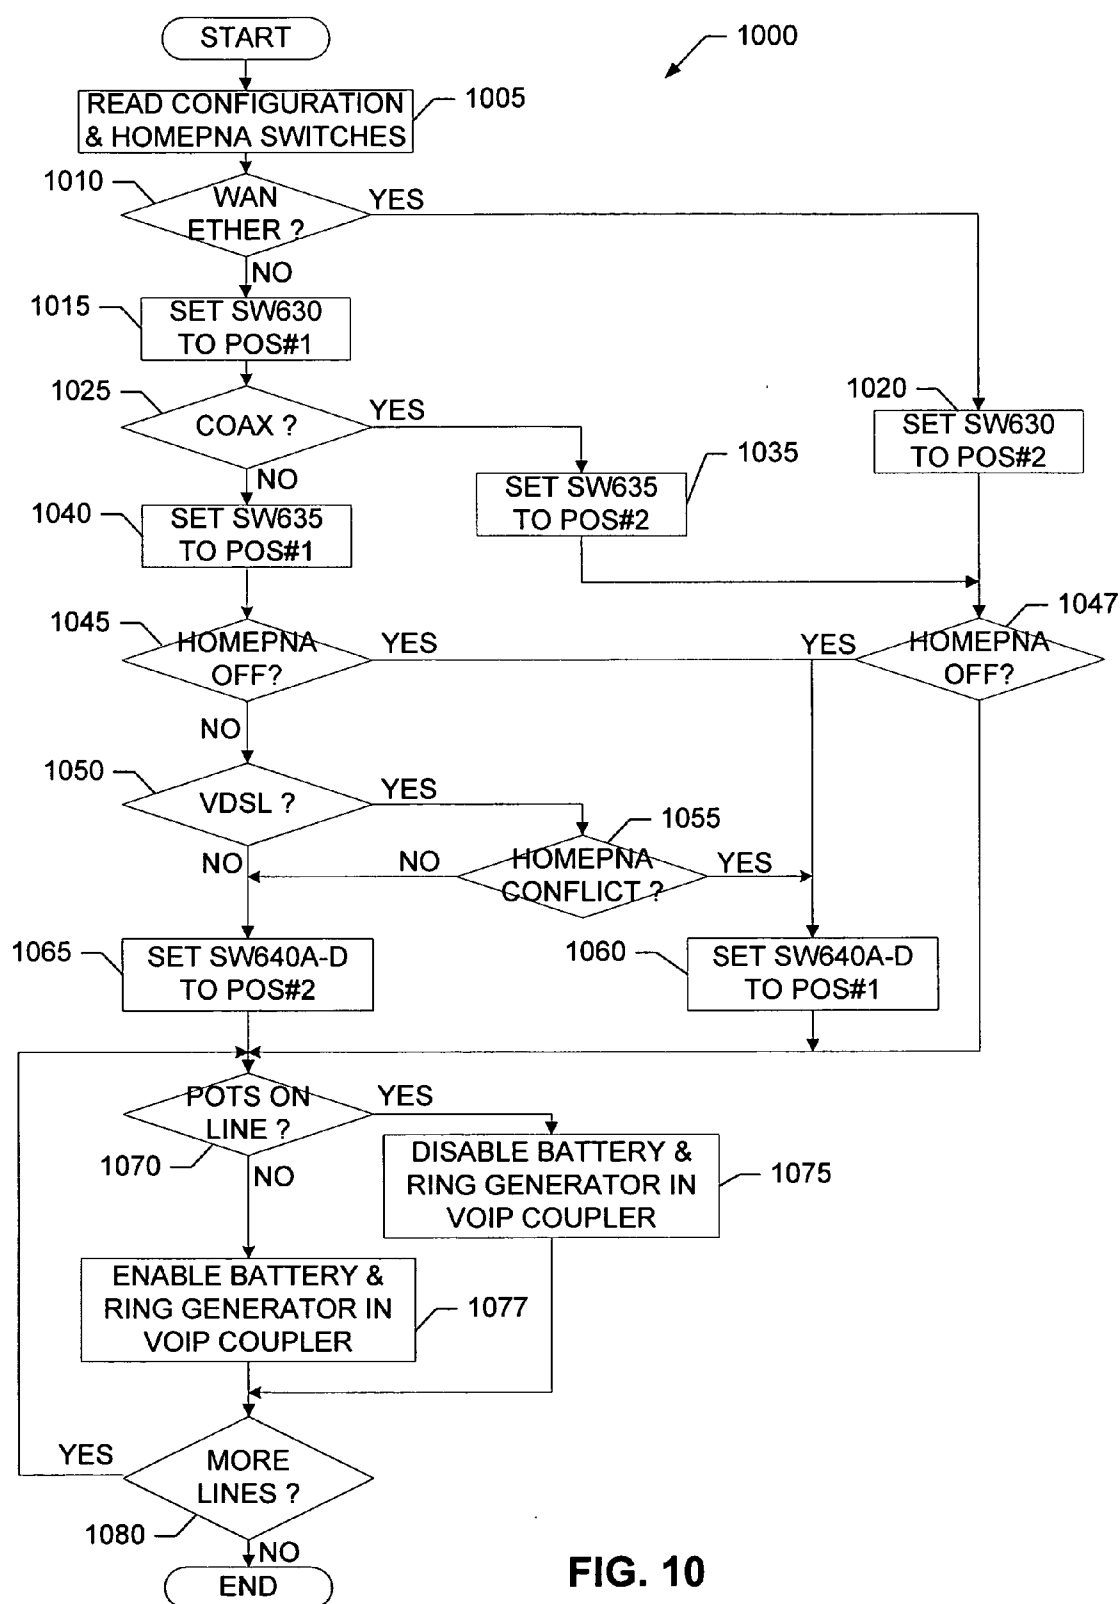 START
1000
READ CONFIGURATION
& HOMEPNA SWITCHES
1005
1010
WAN
ETHER ?
YES
NO
1015
SET SW630
TO POS#1
1025
COAX ?
YES
1020
SET SW630
TO POS#2
NO
1035
SET SW635
TO POS#2
1040
SET SW635
TO POS#1
1045
HOMEPNA
OFF?
YES
YES
HOMEPNA
OFF?
1047
NO
1050
VDSL ?
YES
1055
NO
NO
HOMEPNA
CONFLICT ?
YES
1065
SET SW640A-D
TO POS#2
1060
SET SW640A-D
TO POS#1
POTS ON
LINE ?
YES
1070
NO
DISABLE BATTERY &
RING GENERATOR IN
VOIP COUPLER
1075
ENABLE BATTERY &
RING GENERATOR IN
VOIP COUPLER
1077
YES
MORE
LINES ?
1080
NO
END
FIG. 10